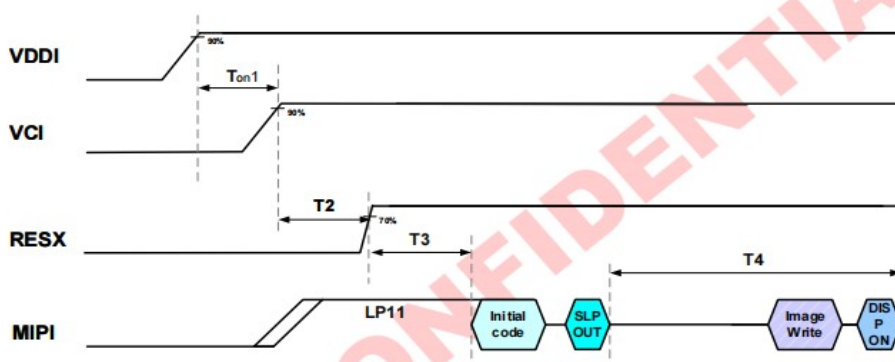 VDDI
90%
Ton1
VCI
90%
T2
RESX
70%
T3
T4
MIPI
LP11
Initial
code
SLP
OUT
Image
Write
DIS
P
ON
ONFIDENTIA